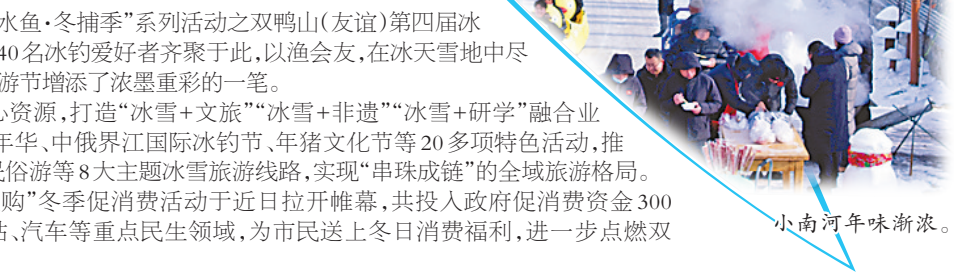 水鱼·冬捕季”系列活动之双鸭山(友谊)第四届冰
40名冰钓爱好者齐聚于此,以渔会友,在冰天雪地中尽
游节增添了浓墨重彩的一笔。
心资源,打造“冰雪+文旅”“冰雪+非遗”“冰雪+研学”融合业
年华、中俄界江国际冰钓节、年猪文化节等20多项特色活动,推
民俗游等8大主题冰雪旅游线路,实现“串珠成链”的全域旅游格局。
购”冬季促消费活动于近日拉开帷幕,共投入政府促消费资金300
占、汽车等重点民生领域,为市民送上冬日消费福利,进一步点燃双
小南河年味渐浓。